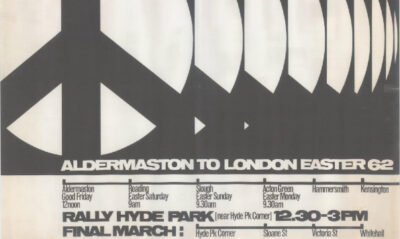 ALDERMASTON TO LONDON EASTER 62
Aldermaston Reading Slough Acton Green Hammersmith Kensington
Good Friday Easter Saturday Easter Sunday Easter Monday
12noon 9am 9.30am 9.30am
RALLY HYDE PARK (near Hyde Pk Corner) 12.30-3PM
FINAL MARCH: Hyde Pk Corner Sloane St Victoria St Whitehall